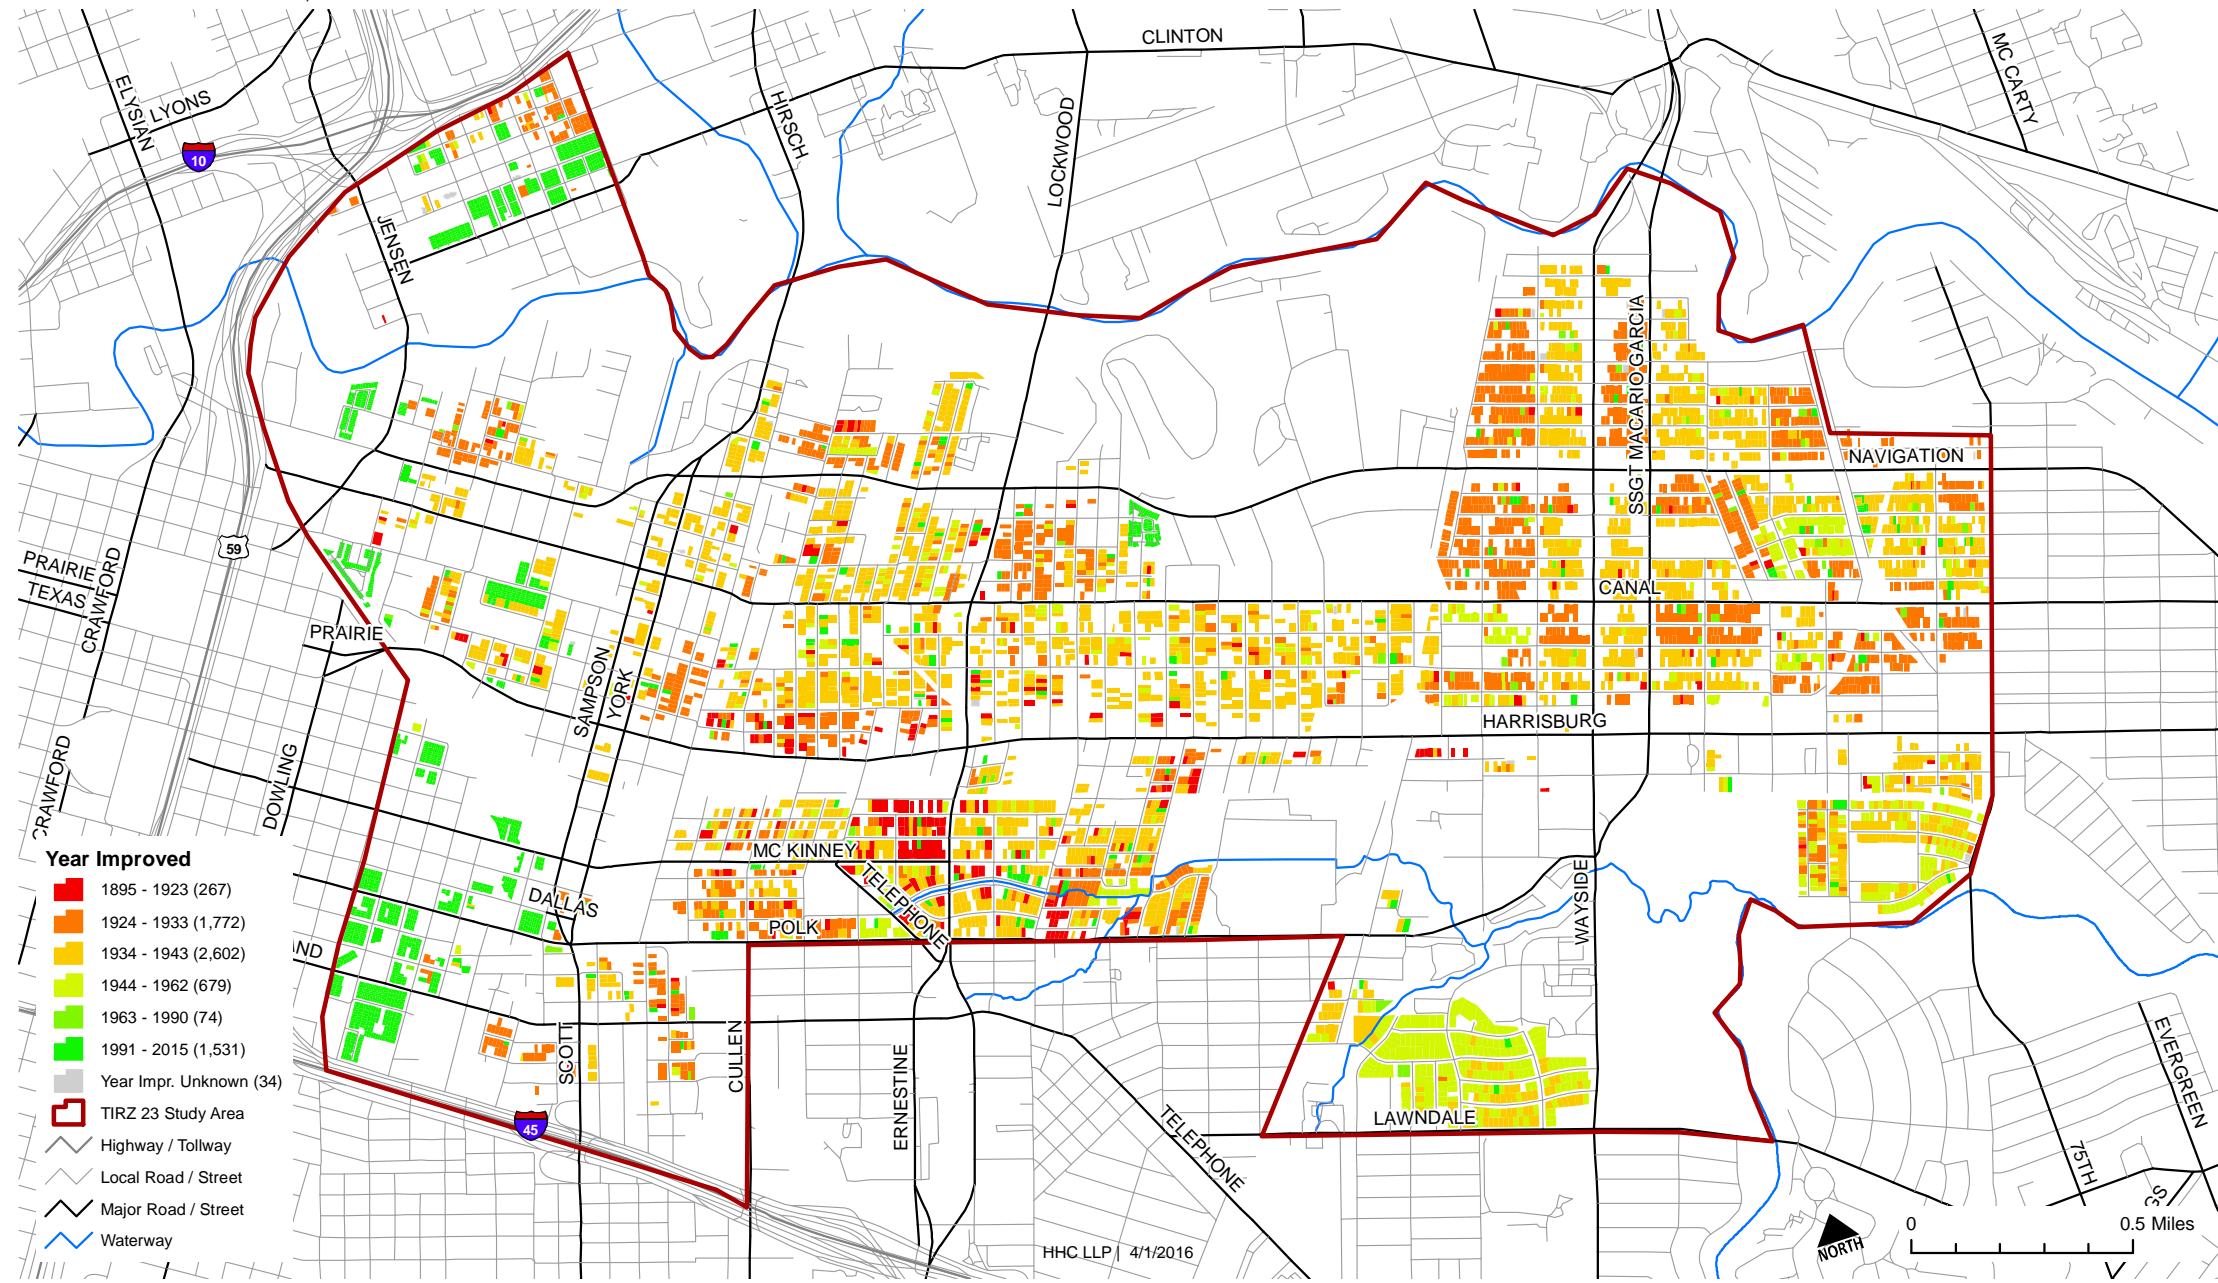 CLINTON
MC CARTY
ELYSIAN
LYONS
HIRSCH
LOCKWOOD
10
JENSEN
SSGT MACARIO GARCIA
NAVIGATION
59
PRAIRIE
TEXAS
CRAWFORD
PRAIRIE
CANAL
SAMPSON
YORK
HARRISBURG
CRAWFORD
DOWLING
MC KINNEY
TELEPHONE
DALLAS
POLK
WAYSIDE
ND
SCOTT
CULLEN
ERNESTINE
TELEPHONE
LAWNDALE
EVERGREEN
75TH
GS
45
Year Improved
1895 - 1923 (267)
1924 - 1933 (1,772)
1934 - 1943 (2,602)
1944 - 1962 (679)
1963 - 1990 (74)
1991 - 2015 (1,531)
Year Impr. Unknown (34)
TIRZ 23 Study Area
Highway / Tollway
Local Road / Street
Major Road / Street
Waterway
HHC LLP | 4/1/2016
NORTH
0 0.5 Miles